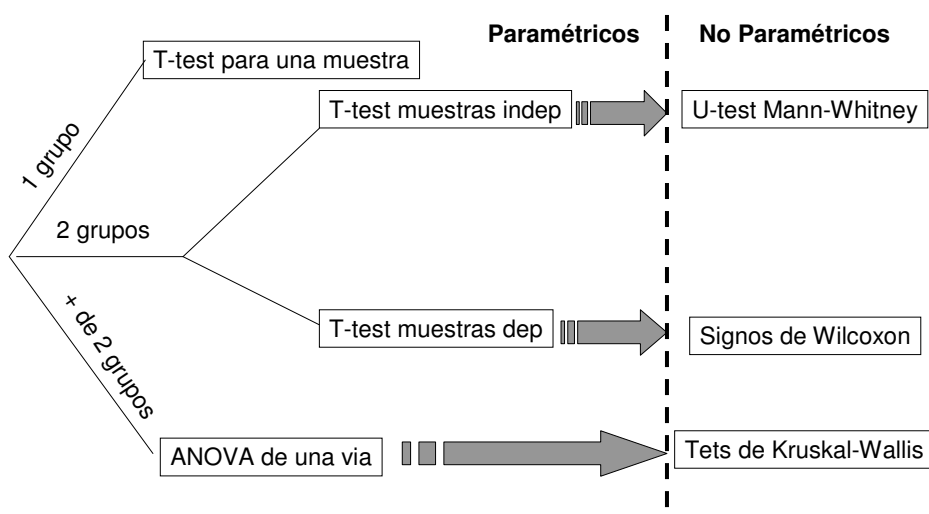 Paramétricos
No Paramétricos
T-test para una muestra
T-test muestras indep
U-test Mann-Whitney
1 grupo
2 grupos
+ de 2 grupos
T-test muestras dep
Signos de Wilcoxon
ANOVA de una via
Tets de Kruskal-Wallis